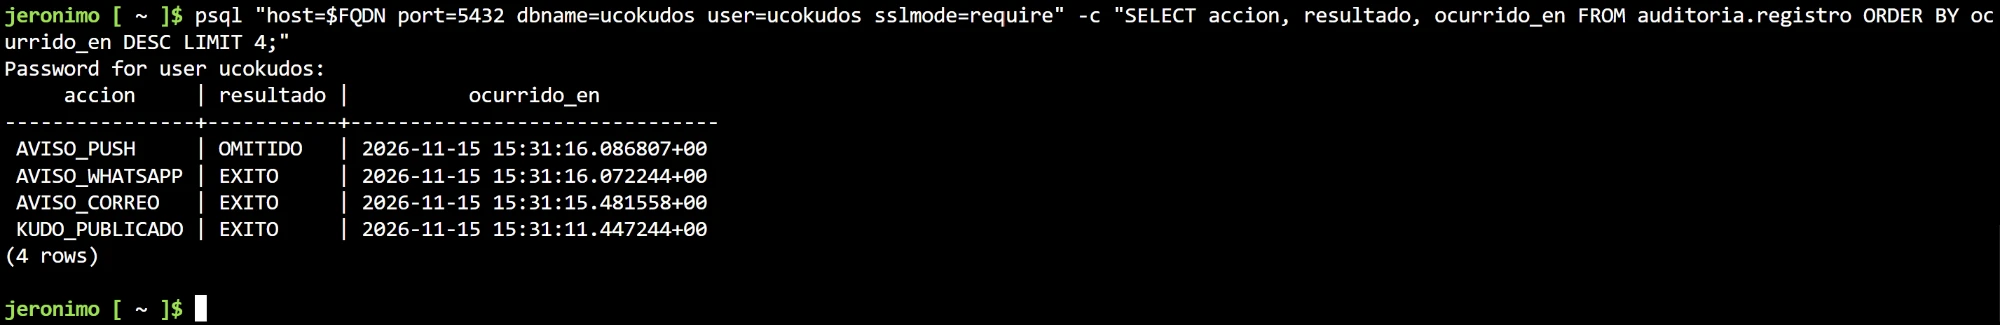 jeronimo [ ~ ]$ psql "host=$FQDN port=5432 dbname=ucokudos user=ucokudos sslmode=require" -c "SELECT accion, resultado, ocurrido_en FROM auditoria.registro ORDER BY oc
urrido_en DESC LIMIT 4;"
Password for user ucokudos:
     accion     | resultado |          ocurrido_en
----------------+-----------+-------------------------------
 AVISO_PUSH     | OMITIDO   | 2026-11-15 15:31:16.086807+00
 AVISO_WHATSAPP | EXITO     | 2026-11-15 15:31:16.072244+00
 AVISO_CORREO   | EXITO     | 2026-11-15 15:31:15.481558+00
 KUDO_PUBLICADO | EXITO     | 2026-11-15 15:31:11.447244+00
(4 rows)

jeronimo [ ~ ]$